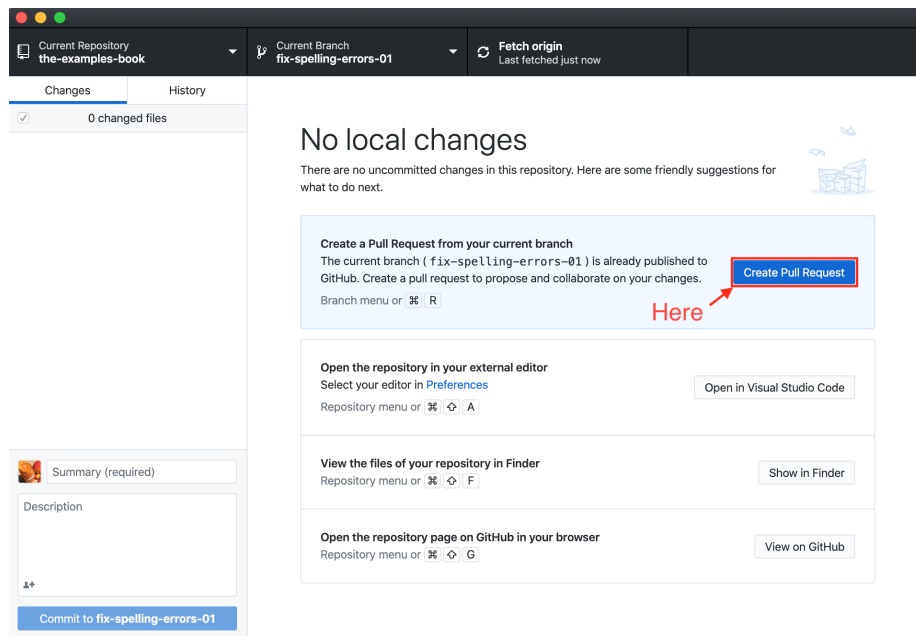 Current Repository
the-examples-book
Current Branch
fix-spelling-errors-01
Fetch origin
Last fetched just now
Changes
History
0 changed files
No local changes
There are no uncommitted changes in this repository. Here are some friendly suggestions for
what to do next.
Create a Pull Request from your current branch
The current branch ( fix-spelling-errors-01 ) is already published to
GitHub. Create a pull request to propose and collaborate on your changes.
Branch menu or ⌘ R
Create Pull Request
Here
Open the repository in your external editor
Select your editor in Preferences
Repository menu or ⌘ ⇧ A
Open in Visual Studio Code
View the files of your repository in Finder
Repository menu or ⌘ ⇧ F
Show in Finder
Open the repository page on GitHub in your browser
Repository menu or ⌘ ⇧ G
View on GitHub
Summary (required)
Description
Commit to fix-spelling-errors-01